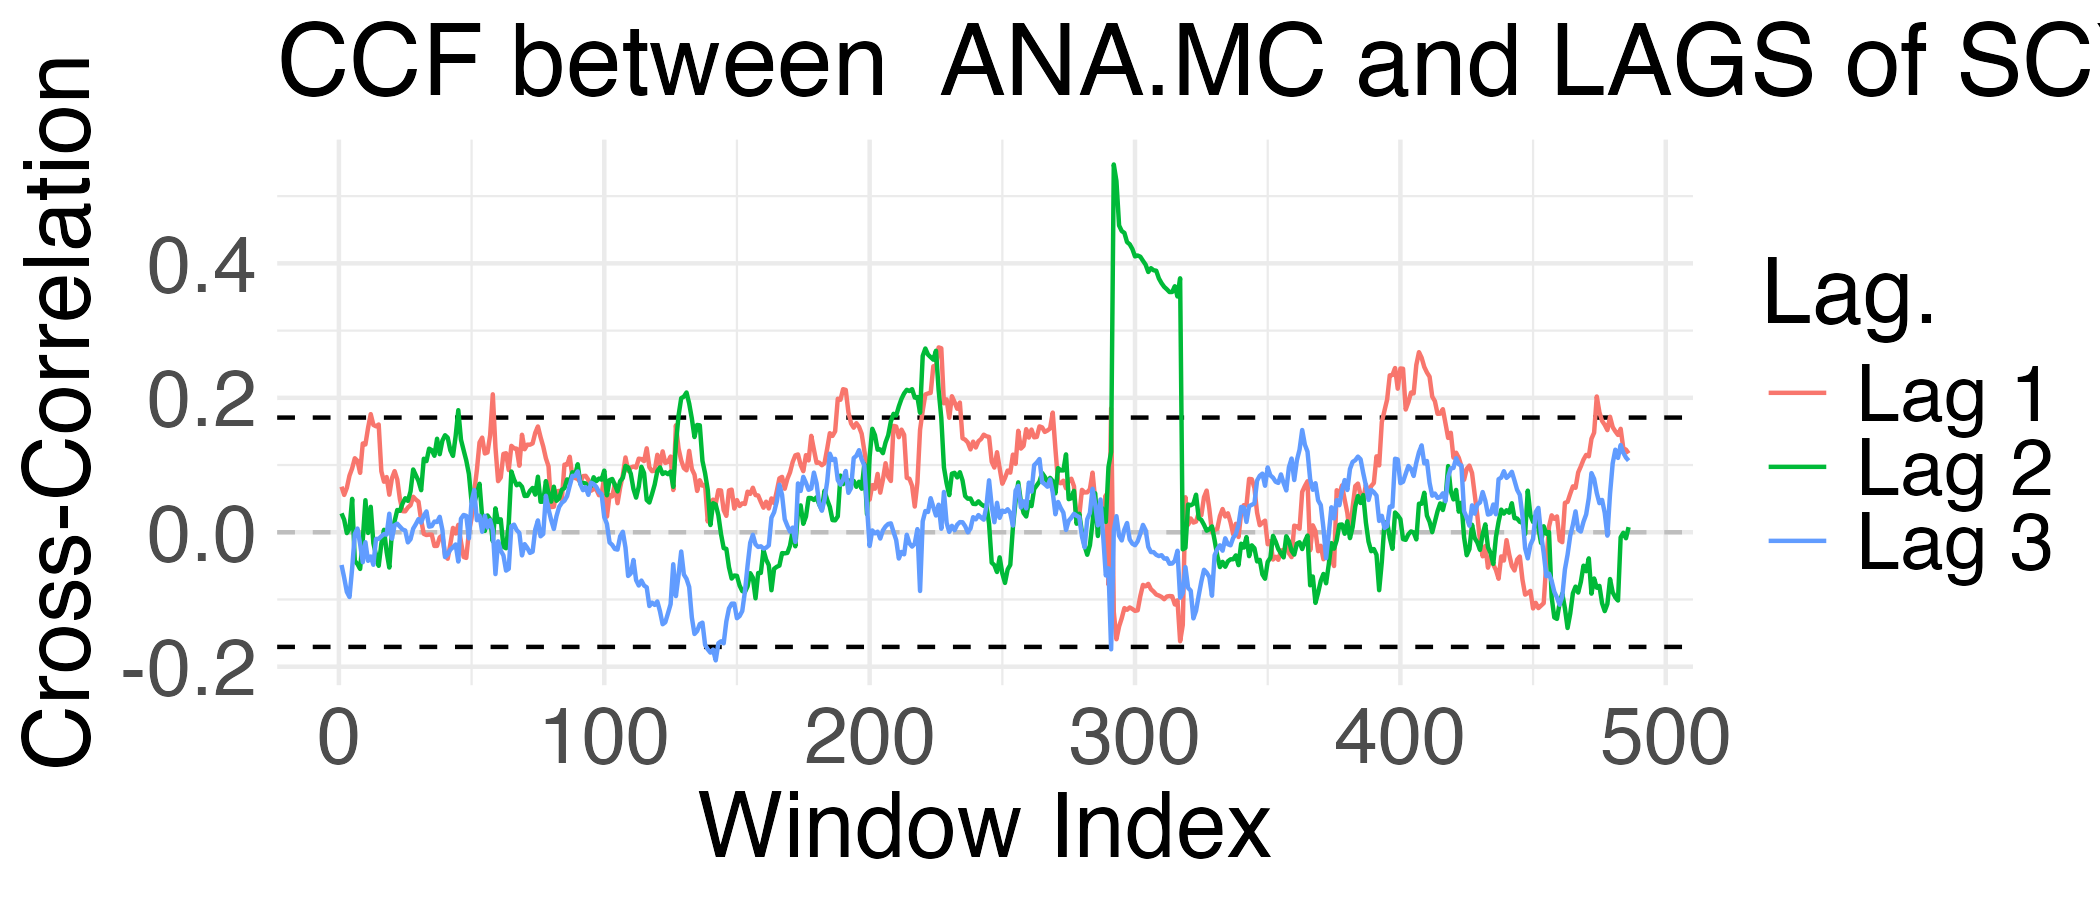 CCF between  ANA.MC and LAGS of
Cross-Correlation
0.4
0.2
0.0
-0.2
0
100
200
300
400
500
Window Index
Lag.
Lag 1
Lag 2
Lag 3